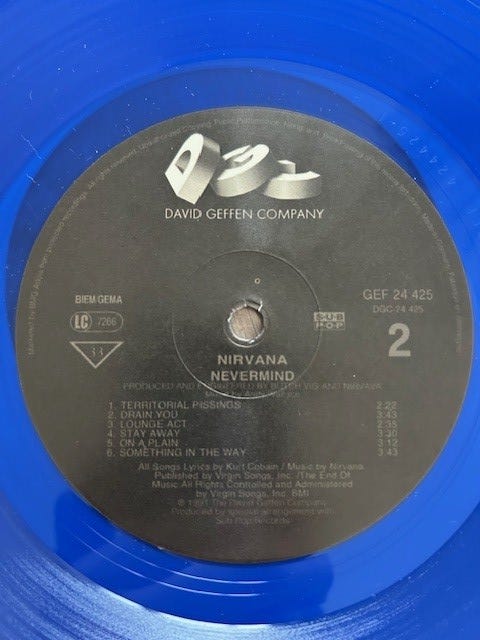 DGC
DAVID GEFFEN COMPANY
BIEM/GEMA
LC 7266
33
GEF 24 425
DGC-24 425
SUB
POP
2
NIRVANA
NEVERMIND
PRODUCED AND ENGINEERED BY BUTCH VIG AND NIRVANA
1. TERRITORIAL PISSINGS 2:22
2. DRAIN YOU 3:43
3. LOUNGE ACT 2:35
4. STAY AWAY 3:30
5. ON A PLAIN 3:12
6. SOMETHING IN THE WAY 3:43
All Songs Lyrics by Kurt Cobain / Music by Nirvana
Published by Virgin Songs, Inc. /The End Of
Music All Rights Controlled and Administered
by Virgin Songs, Inc BMI
℗ 1991 The David Geffen Company
Produced by special arrangement with
Sub Pop Records